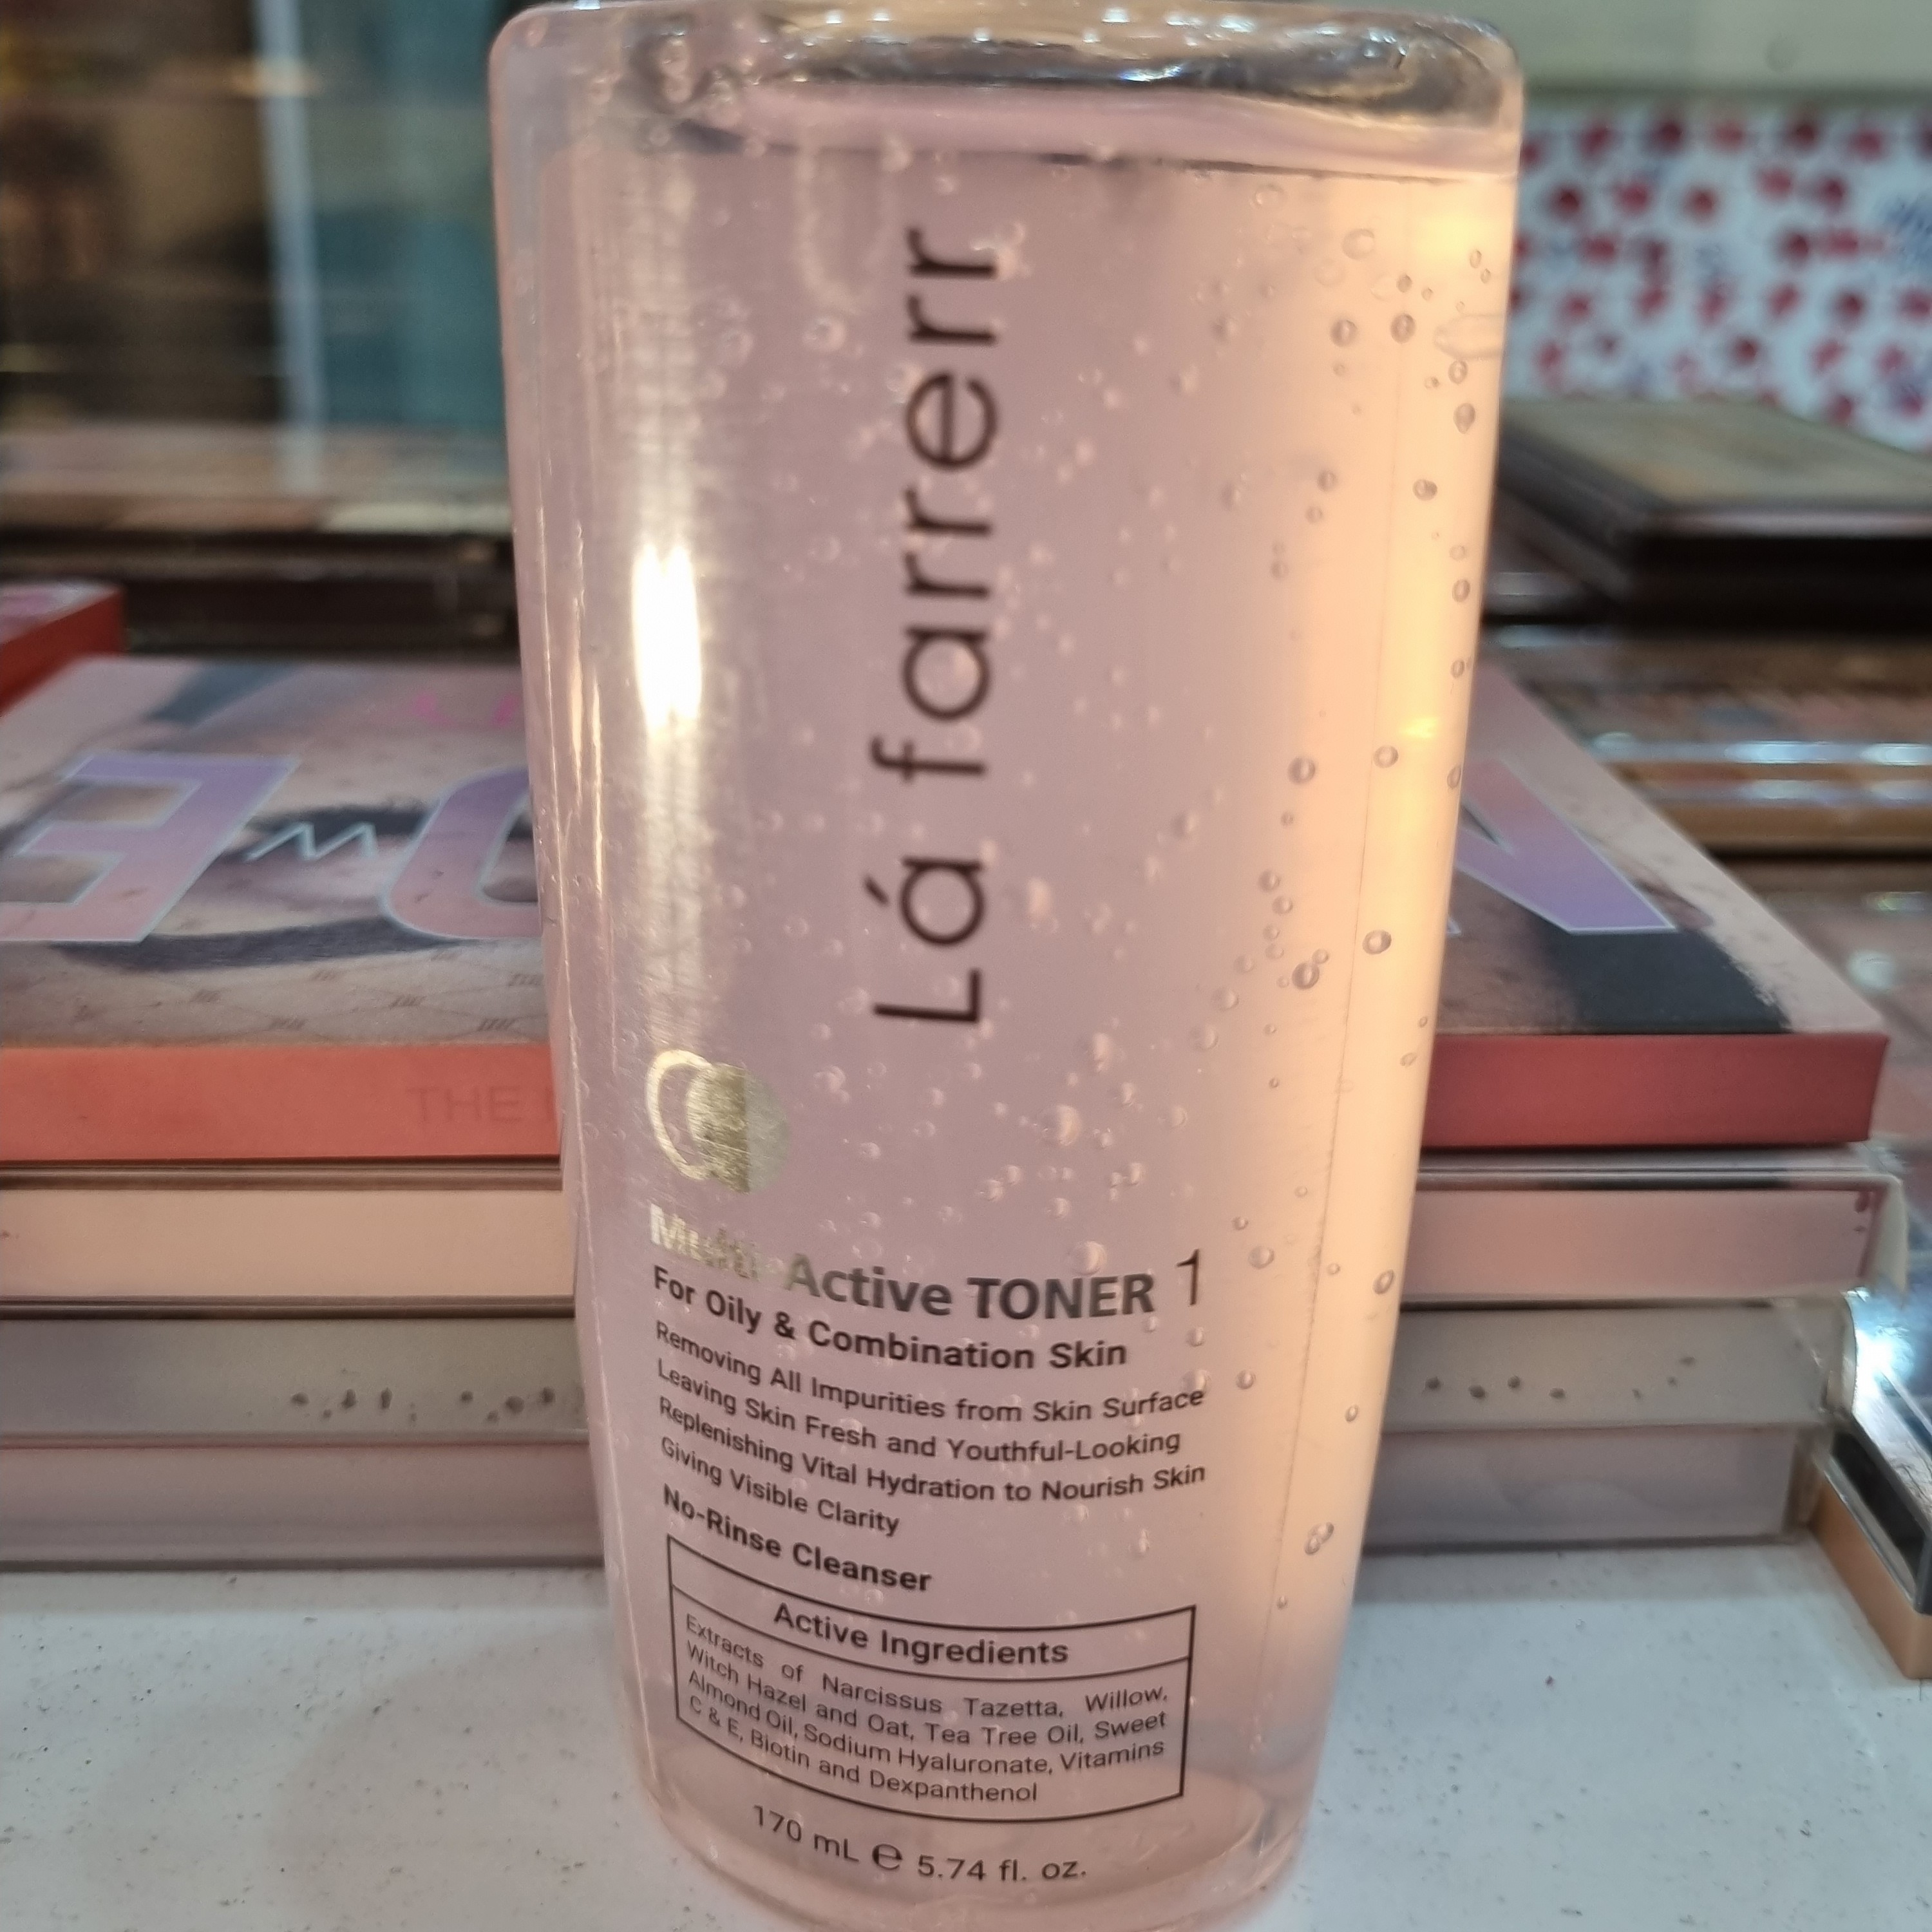 Lá farrerr
Multi-Active TONER 1
For Oily & Combination Skin
Removing All Impurities from Skin Surface
Leaving Skin Fresh and Youthful-Looking
Replenishing Vital Hydration to Nourish Skin
Giving Visible Clarity
No-Rinse Cleanser
Active Ingredients
Extracts of Narcissus Tazetta, Willow,
Witch Hazel and Oat, Tea Tree Oil, Sweet
Almond Oil, Sodium Hyaluronate, Vitamins
C & E, Biotin and Dexpanthenol
170 mL ℮ 5.74 fl. oz.
THE